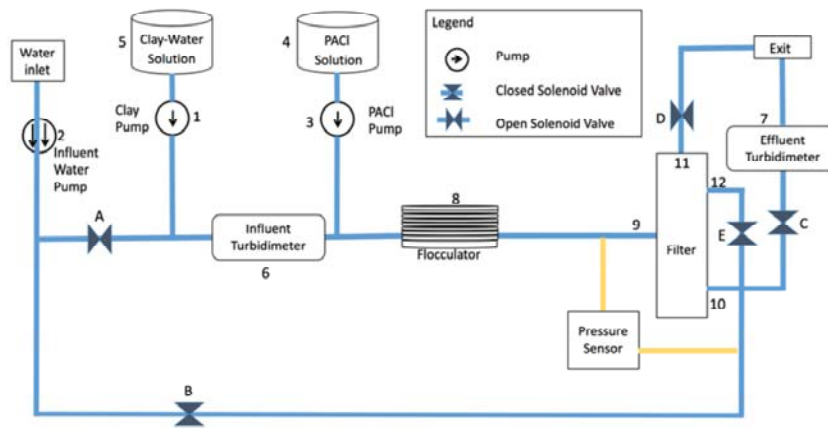 5
Clay-Water
Solution
4
PACl
Solution
Legend
Pump
Closed Solenoid Valve
Open Solenoid Valve
Water
inlet
2
Influent
Water
Pump
Clay
Pump
1
3
PACl
Pump
Exit
D
7
Effluent
Turbidimeter
11
12
A
Influent
Turbidimeter
6
8
Flocculator
9
Filter
E
C
10
Pressure
Sensor
B